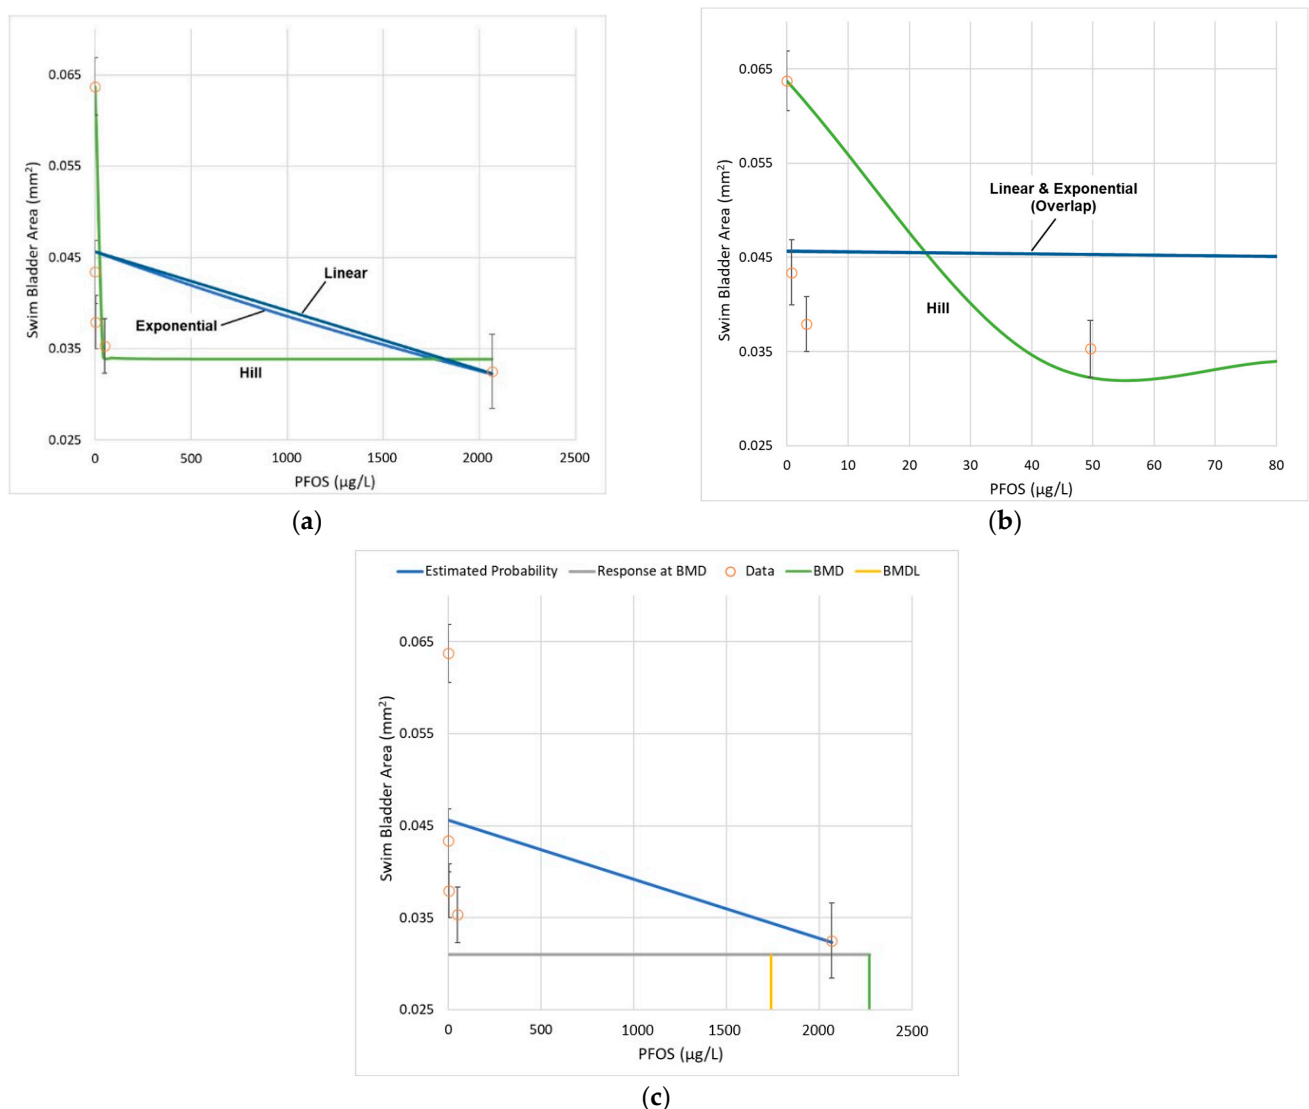 0.065
0.055
0.045
0.035
0.025
Swim Bladder Area (mm²)
Linear
Exponential
Hill
0 500 1000 1500 2000 2500
PFOS (µg/L)
(a)
0.065
0.055
0.045
0.035
0.025
Swim Bladder Area (mm²)
Linear & Exponential
(Overlap)
Hill
0 10 20 30 40 50 60 70 80
PFOS (µg/L)
(b)
Estimated Probability Response at BMD Data BMD BMDL
0.065
0.055
0.045
0.035
0.025
Swim Bladder Area (mm²)
0 500 1000 1500 2000 2500
PFOS (µg/L)
(c)